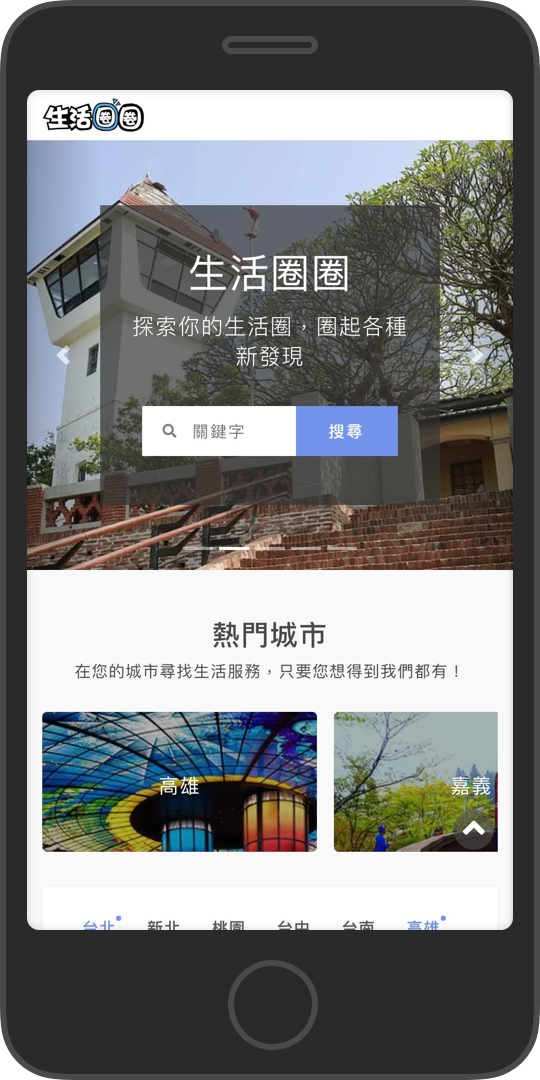 生活圈圈
生活圈圈
探索你的生活圈，圈起各種
新發現
關鍵字
搜尋
熱門城市
在您的城市尋找生活服務，只要您想得到我們都有！
高雄
嘉義
台北 新北 桃園 台中 台南 高雄